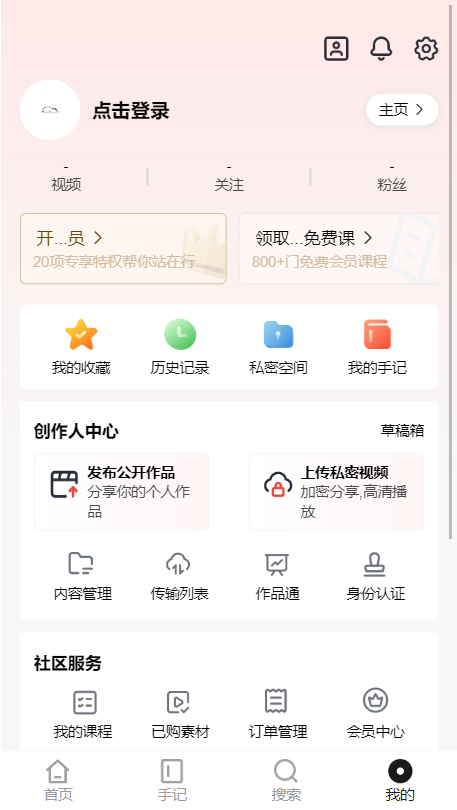 点击登录
主页
- - -
视频 关注 粉丝
开...员 领取...免费课
20项专享特权帮你站在行 800+门免费会员课程
我的收藏 历史记录 私密空间 我的手记
创作人中心 草稿箱
发布公开作品
分享你的个人作
品
上传私密视频
加密分享,高清播
放
内容管理 传输列表 作品通 身份认证
社区服务
我的课程 已购素材 订单管理 会员中心
首页 手记 搜索 我的